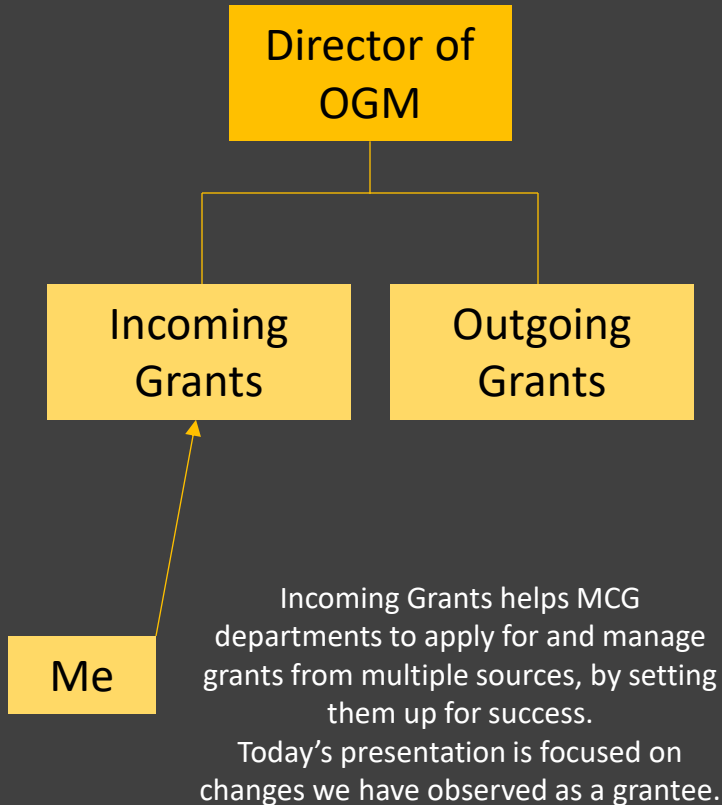 Director of
OGM
Incoming
Grants
Outgoing
Grants
Me
Incoming Grants helps MCG
departments to apply for and manage
grants from multiple sources, by setting
them up for success.
Today’s presentation is focused on
changes we have observed as a grantee.